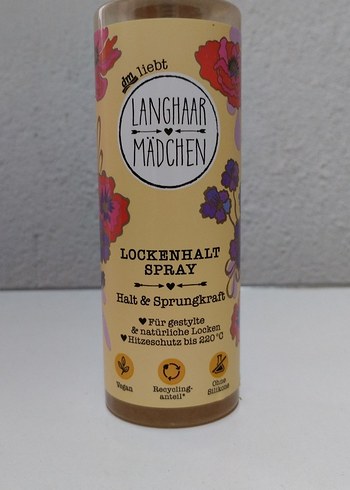 dm liebt
LANGHAAR
MÄDCHEN
LOCKENHALT
SPRAY
Halt & Sprungkraft
♥Für gestylte
& natürliche Locken
♥Hitzeschutz bis 220°C
Vegan
Recycling-
anteil*
Ohne
Silikone